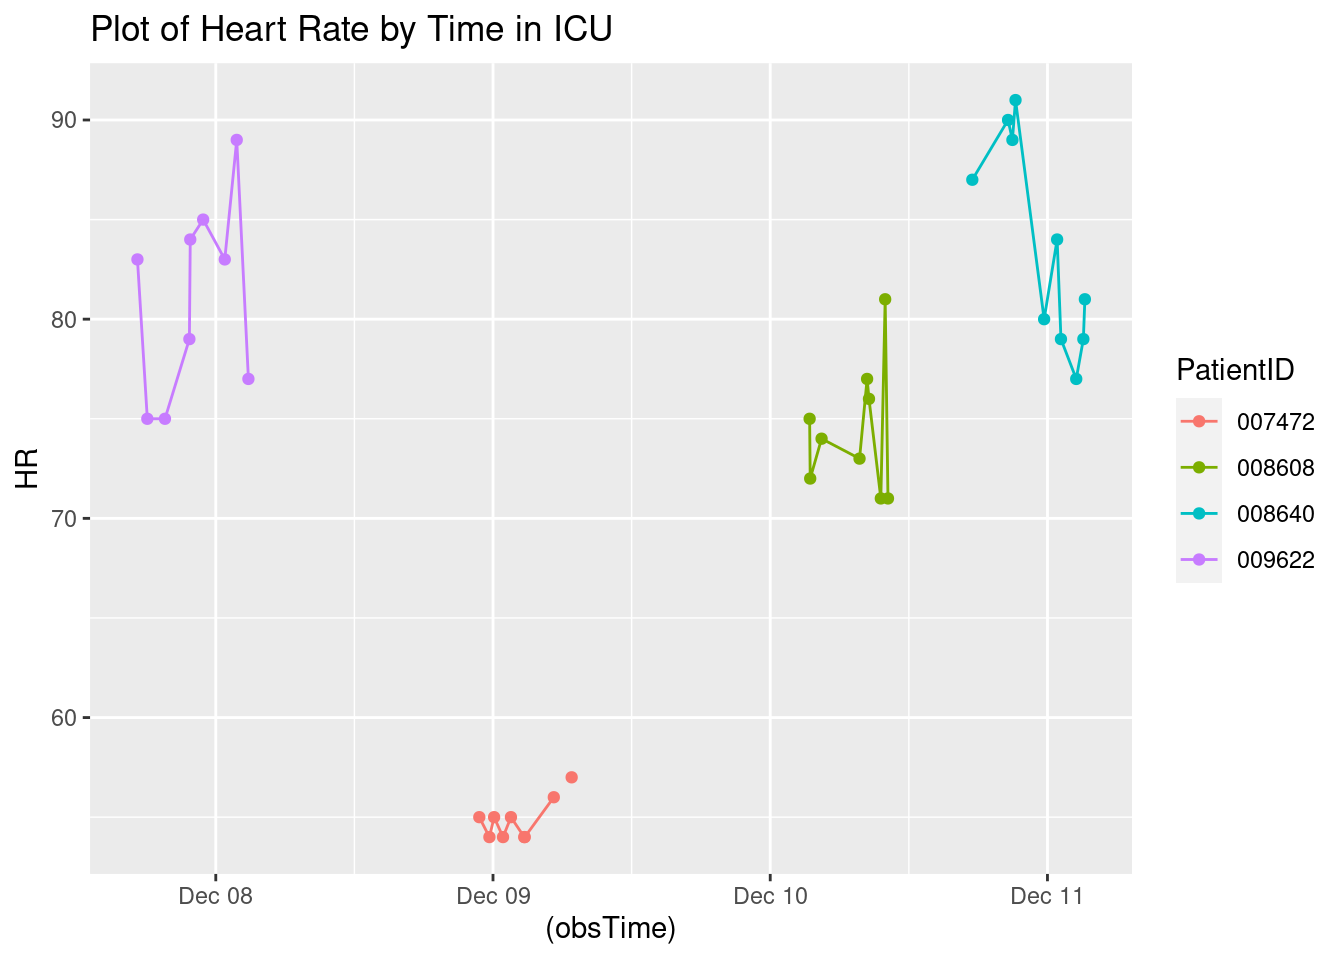 Plot of Heart Rate by Time in ICU
90
80
70
60
HR
Dec 08 Dec 09 Dec 10 Dec 11
(obsTime)
PatientID
007472
008608
008640
009622